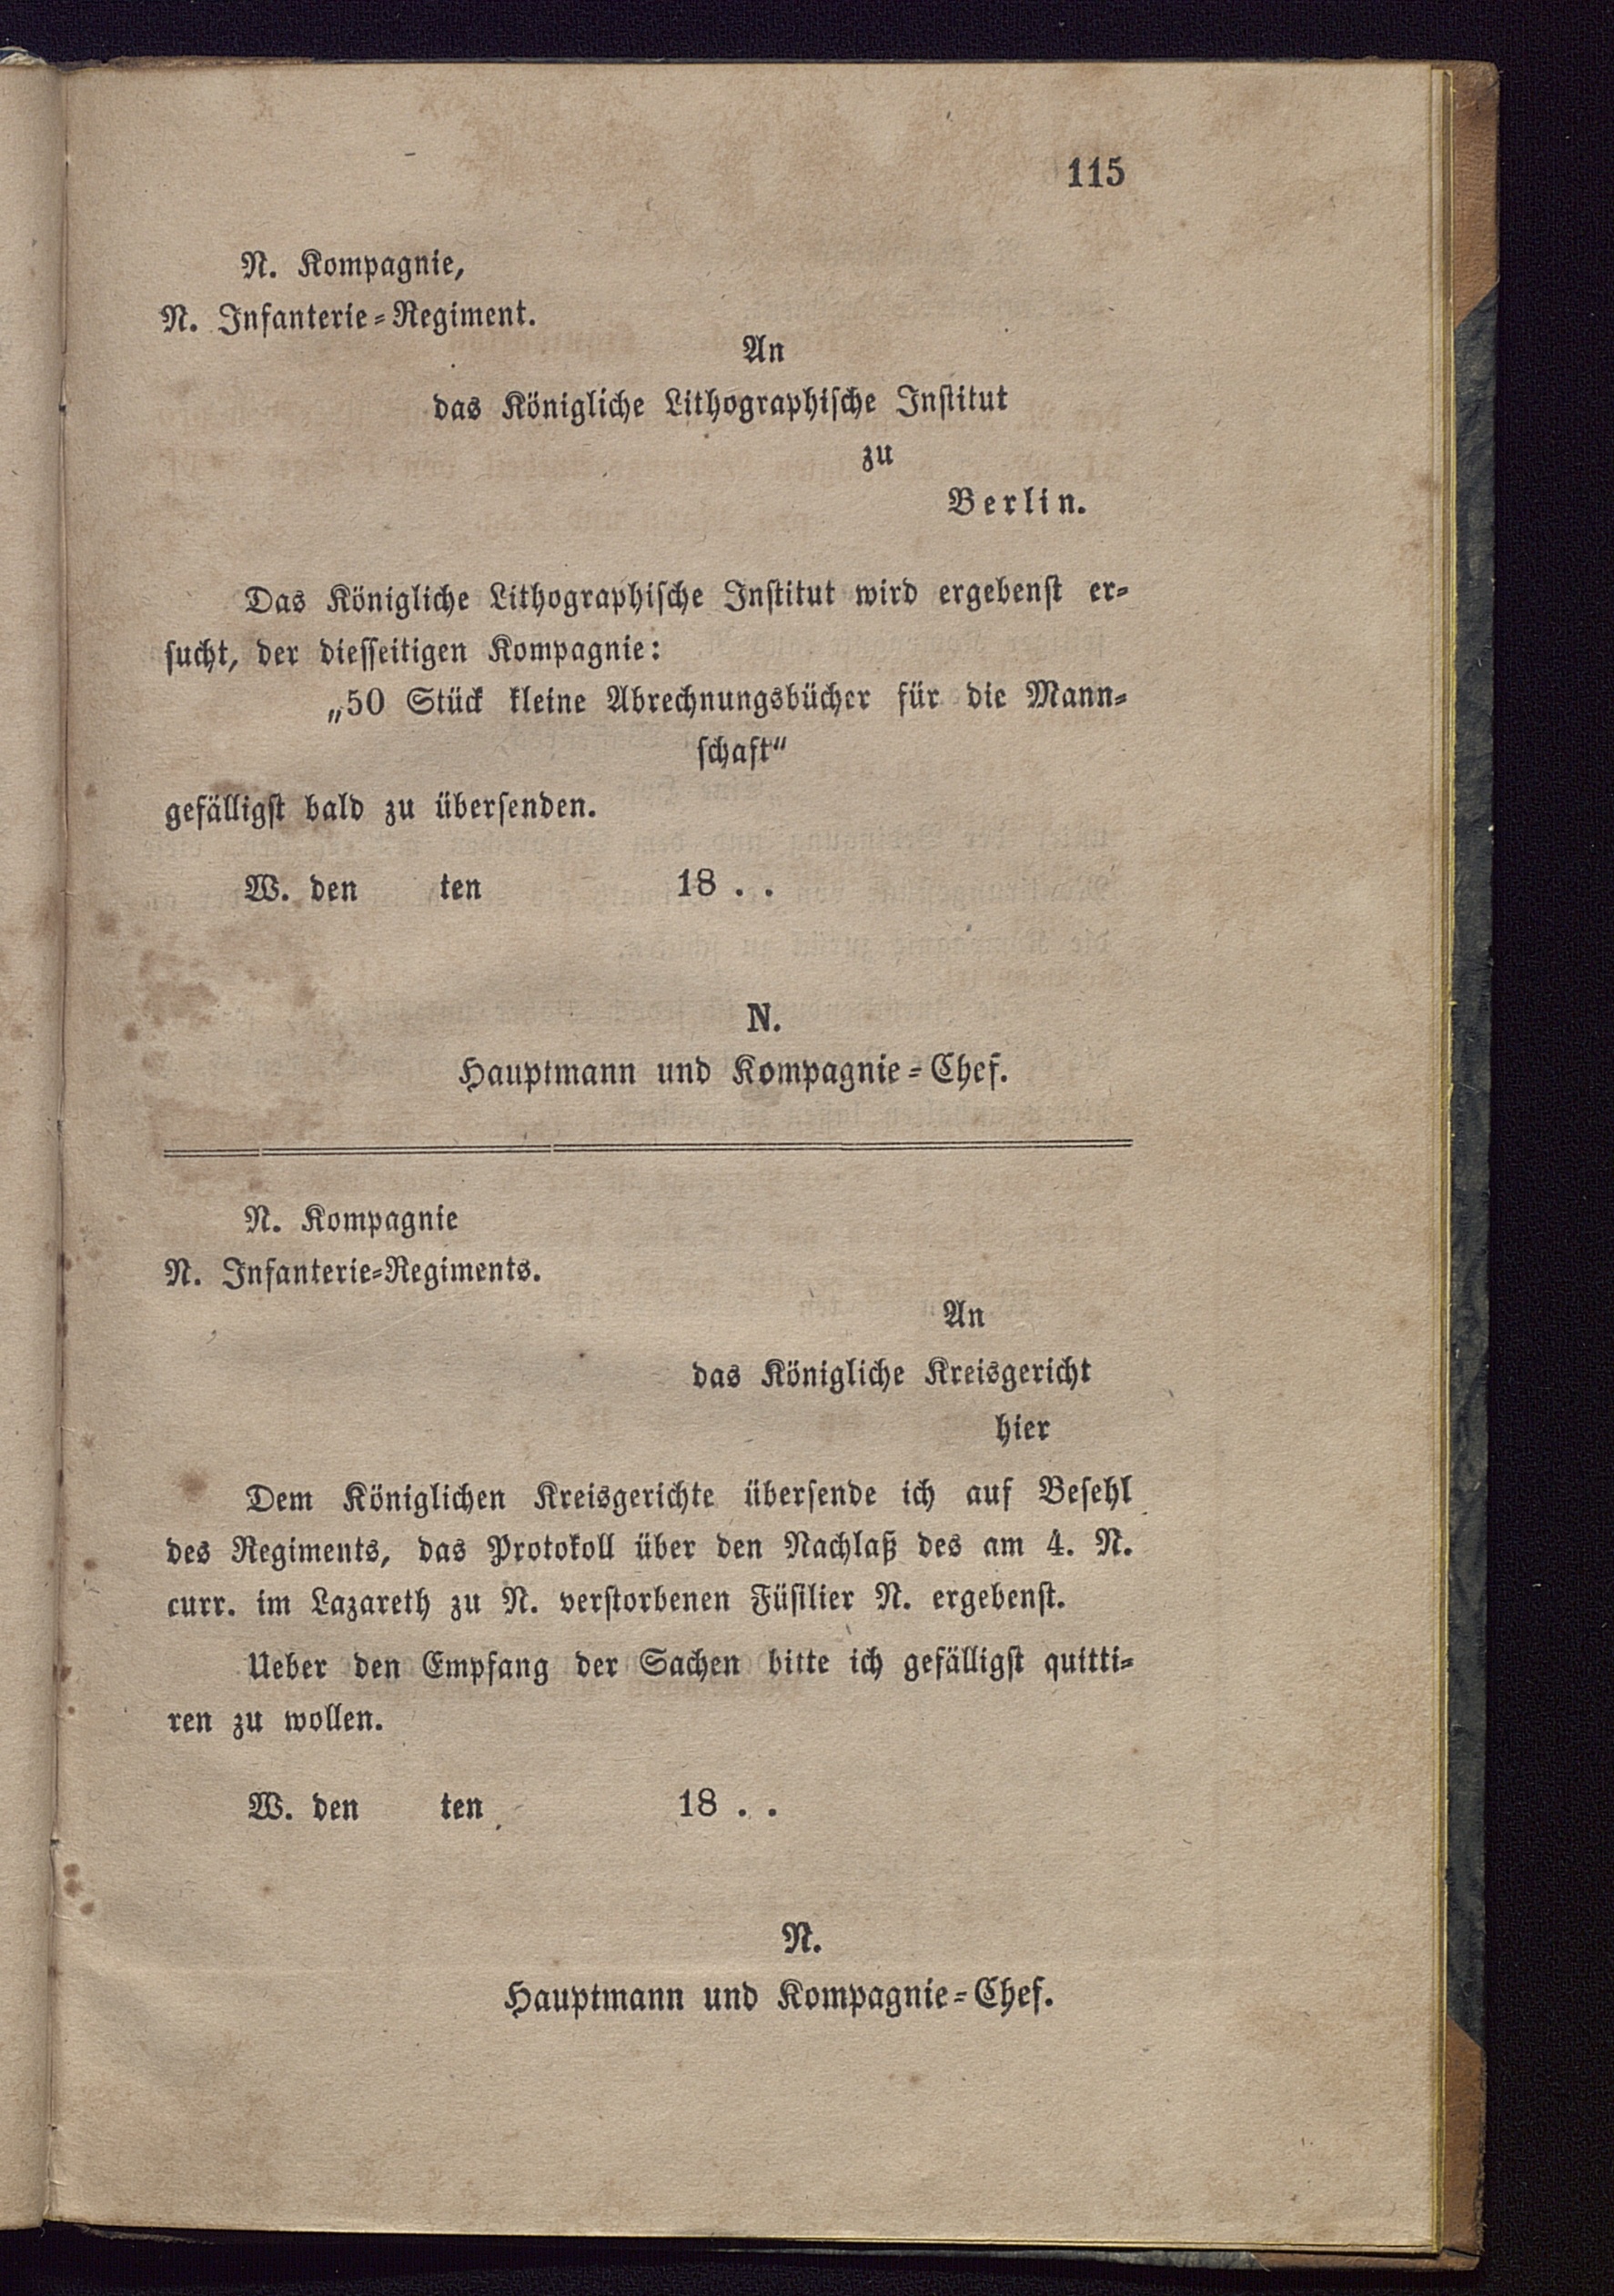 115
N. Kompagnie,
N. Infanterie-Regiment.
An
das Königliche Lithographische Institut
zu
Berlin.
Das Königliche Lithographische Institut wird ergebenst er-
sucht, der diesseitigen Kompagnie:
„50 Stück kleine Abrechnungsbücher für die Mann-
schaft“
gefälligst bald zu übersenden.
W. den ten 18 . .
N.
Hauptmann und Kompagnie-Chef.
N. Kompagnie
N. Infanterie-Regiments.
An
das Königliche Kreisgericht
hier
Dem Königlichen Kreisgerichte übersende ich auf Befehl
des Regiments, das Protokoll über den Nachlaß des am 4. N.
curr. im Lazareth zu N. verstorbenen Füsilier N. ergebenst.
Ueber den Empfang der Sachen bitte ich gefälligst quitti-
ren zu wollen.
W. den ten 18 . .
N.
Hauptmann und Kompagnie-Chef.